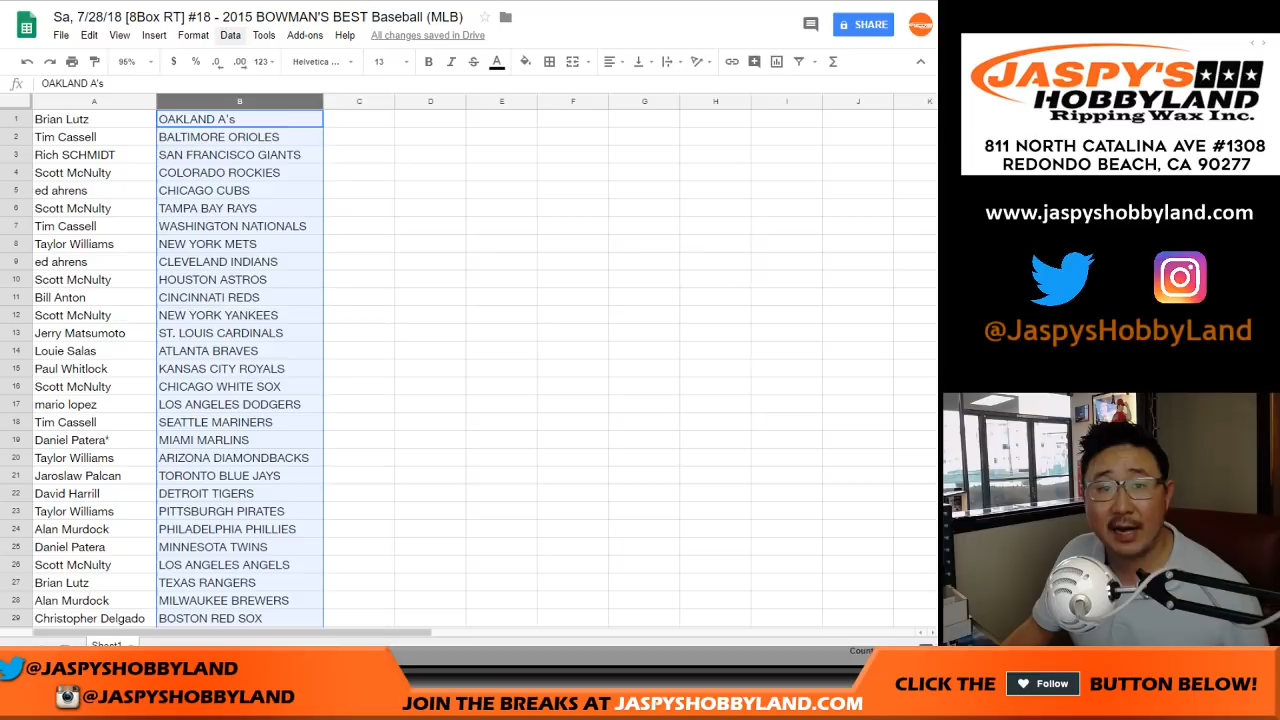 Sa, 7/28/18 [8Box RT] #18 - 2015 BOWMAN'S BEST Baseball (MLB)
SHARE
File Edit View Insert Format Data Tools Add-ons Help All changes saved in Drive
95% $ % .0 .00 123 Helvetica ... 13 B I S A
fx OAKLAND A's
A B C D E F G H I J K
1 Brian Lutz OAKLAND A's
2 Tim Cassell BALTIMORE ORIOLES
3 Rich SCHMIDT SAN FRANCISCO GIANTS
4 Scott McNulty COLORADO ROCKIES
5 ed ahrens CHICAGO CUBS
6 Scott McNulty TAMPA BAY RAYS
7 Tim Cassell WASHINGTON NATIONALS
8 Taylor Williams NEW YORK METS
9 ed ahrens CLEVELAND INDIANS
10 Scott McNulty HOUSTON ASTROS
11 Bill Anton CINCINNATI REDS
12 Scott McNulty NEW YORK YANKEES
13 Jerry Matsumoto ST. LOUIS CARDINALS
14 Louie Salas ATLANTA BRAVES
15 Paul Whitlock KANSAS CITY ROYALS
16 Scott McNulty CHICAGO WHITE SOX
17 mario lopez LOS ANGELES DODGERS
18 Tim Cassell SEATTLE MARINERS
19 Daniel Patera* MIAMI MARLINS
20 Taylor Williams ARIZONA DIAMONDBACKS
21 Jaroslaw Palcan TORONTO BLUE JAYS
22 David Harrill DETROIT TIGERS
23 Taylor Williams PITTSBURGH PIRATES
24 Alan Murdock PHILADELPHIA PHILLIES
25 Daniel Patera MINNESOTA TWINS
26 Scott McNulty LOS ANGELES ANGELS
27 Brian Lutz TEXAS RANGERS
28 Alan Murdock MILWAUKEE BREWERS
29 Christopher Delgado BOSTON RED SOX
Sheet1
Count
JASPY'S
HOBBYLAND
Ripping Wax Inc.
811 NORTH CATALINA AVE #1308
REDONDO BEACH, CA 90277
www.jaspyshobbyland.com
@JaspysHobbyLand
@JASPYSHOBBYLAND
@JASPYSHOBBYLAND
JOIN THE BREAKS AT JASPYSHOBBYLAND.COM
CLICK THE Follow BUTTON BELOW!